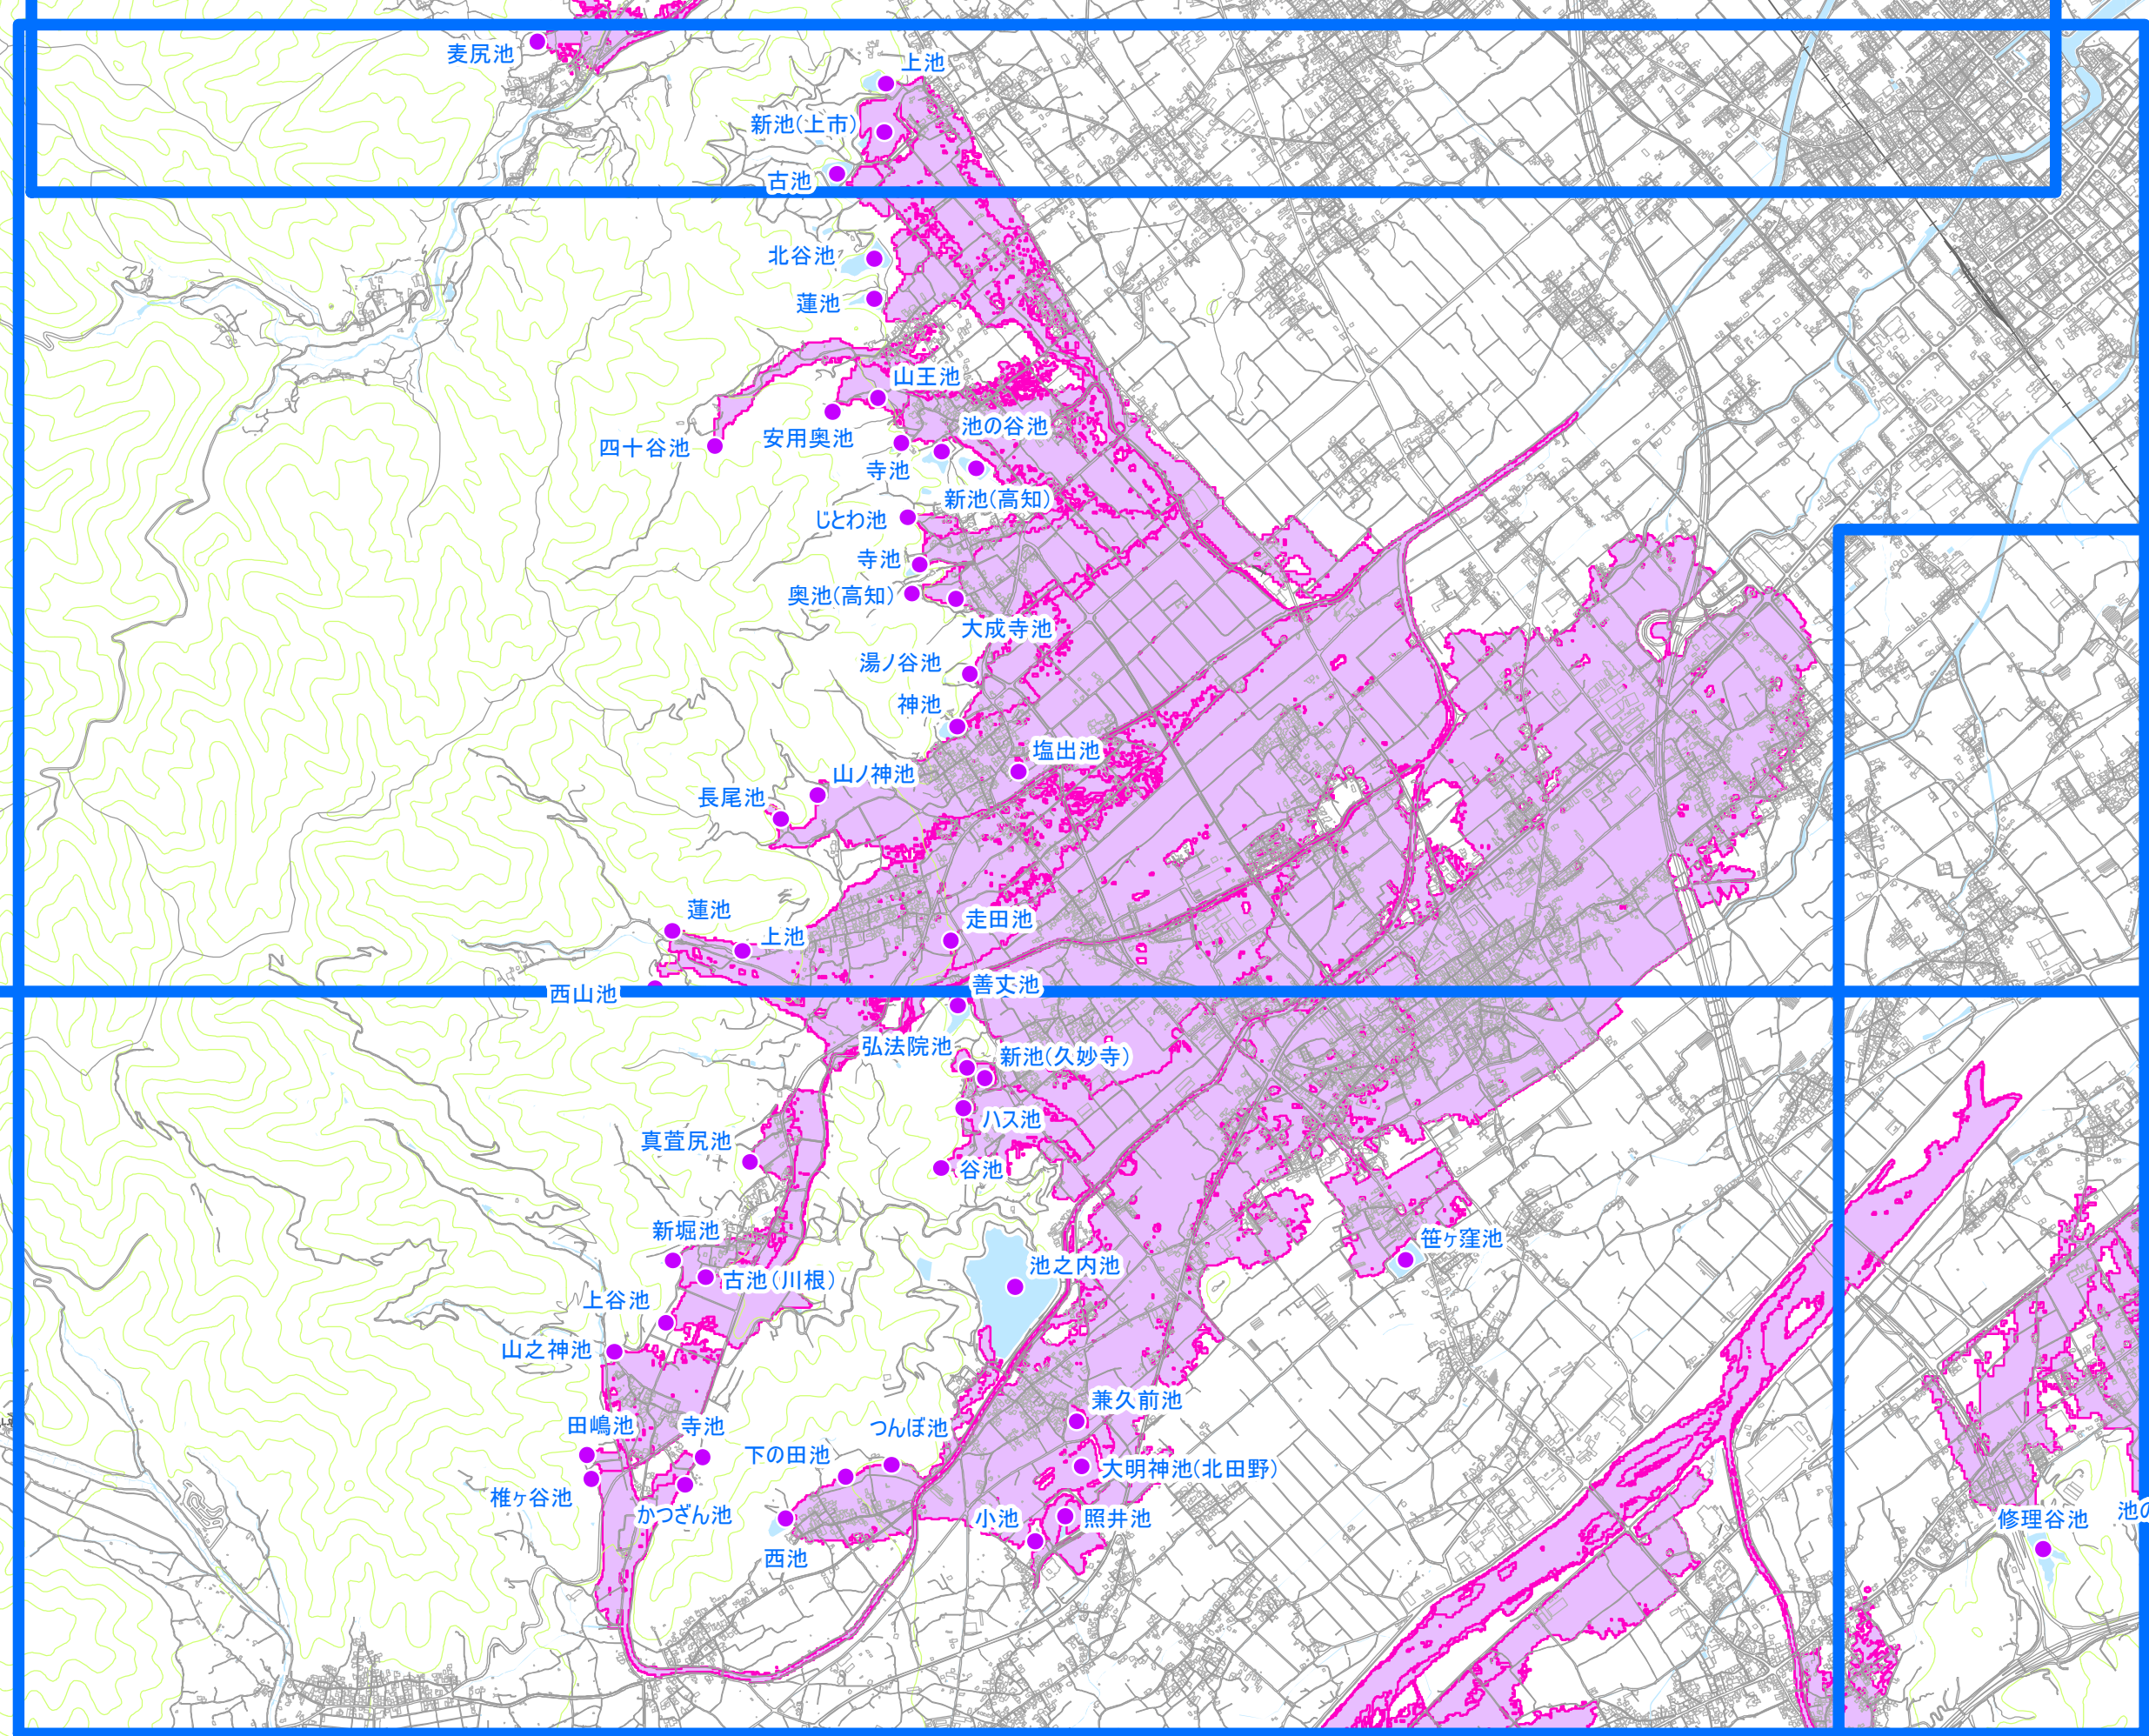 麦尻池
上池
新池(上市)
古池
北谷池
蓮池
山王池
池の谷池
安用奥池
四十谷池
寺池
新池(高知)
じとわ池
寺池
奥池(高知)
大成寺池
湯ノ谷池
神池
塩出池
山ノ神池
長尾池
蓮池
走田池
上池
善丈池
西山池
弘法院池
新池(久妙寺)
ハス池
真萱尻池
谷池
新堀池
笹ヶ窪池
池之内池
古池(川根)
上谷池
山之神池
兼久前池
田嶋池
寺池
つんぼ池
下の田池
大明神池(北田野)
椎ヶ谷池
かつざん池
小池
照井池
修理谷池
池の
西池